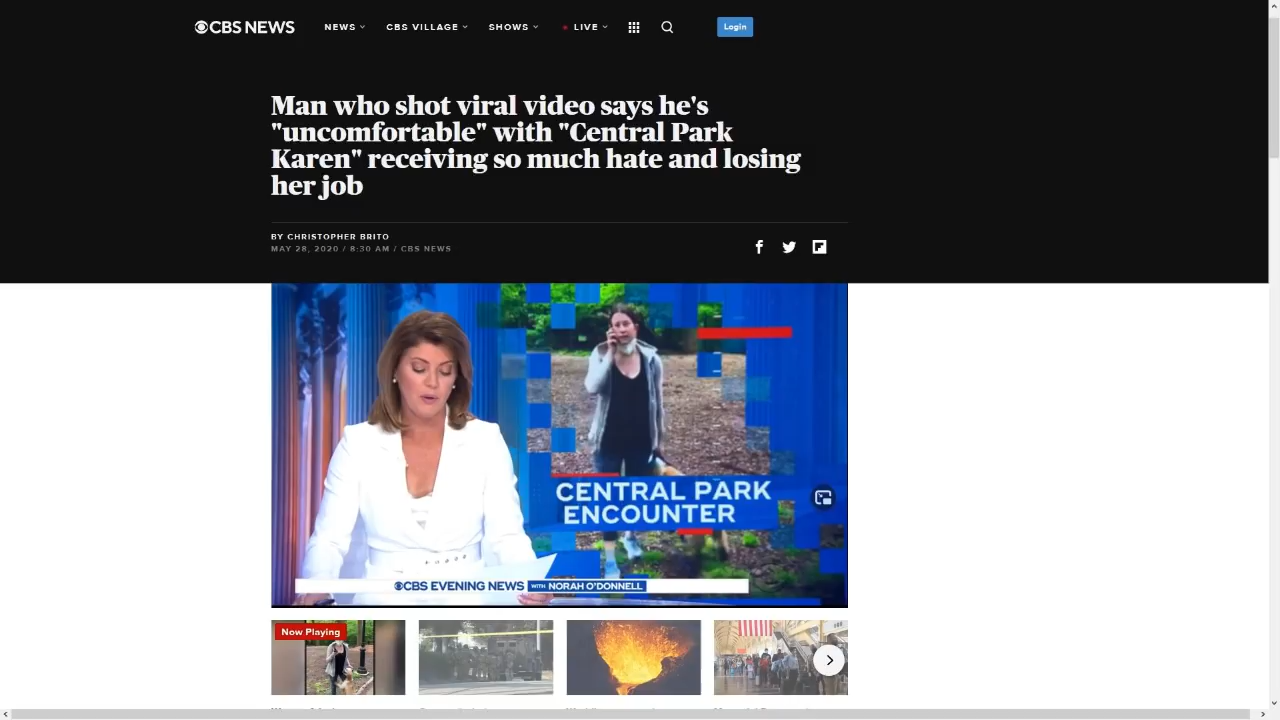 CBS NEWS
NEWS
CBS VILLAGE
SHOWS
LIVE
Login
Man who shot viral video says he's
"uncomfortable" with "Central Park
Karen" receiving so much hate and losing
her job
BY CHRISTOPHER BRITO
MAY 28, 2020 / 8:30 AM / CBS NEWS
CENTRAL PARK
ENCOUNTER
CBS EVENING NEWS WITH NORAH O'DONNELL
Now Playing